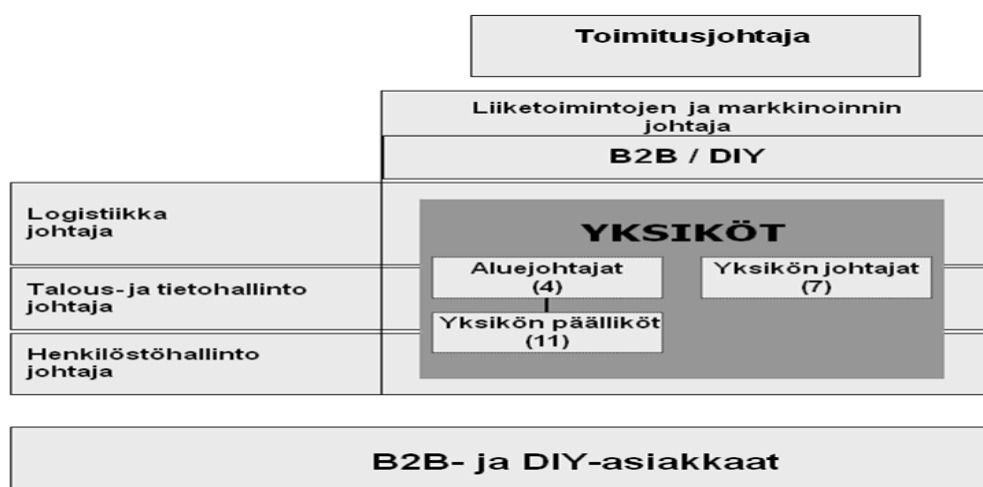 Toimitusjohtaja
Liiketoimintojen ja markkinoinnin
johtaja
B2B / DIY
Logistiikka
johtaja
YKSIKÖT
Aluejohtajat
(4)
Yksikön johtajat
(7)
Talous-ja tietohallinto
johtaja
Yksikön päälliköt
(11)
Henkilöstöhallinto
johtaja
B2B- ja DIY-asiakkaat